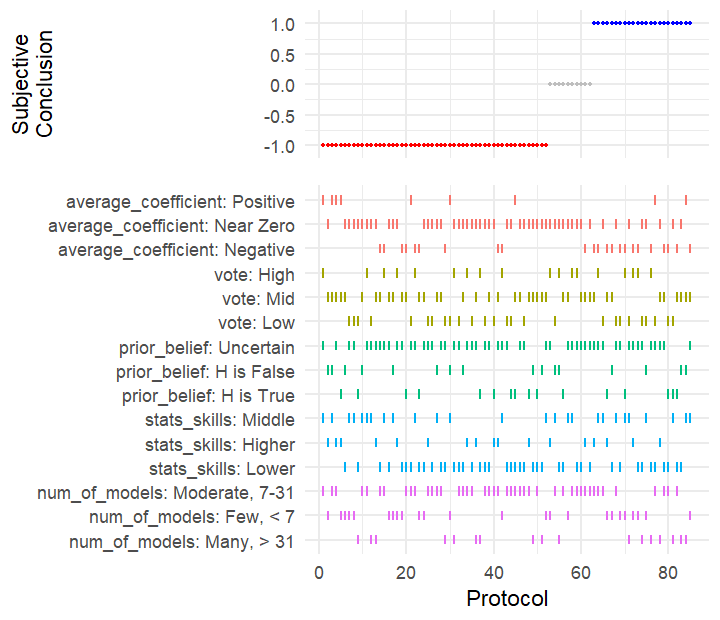 Subjective
Conclusion
1.0
0.5
0.0
-0.5
-1.0
average_coefficient: Positive
average_coefficient: Near Zero
average_coefficient: Negative
vote: High
vote: Mid
vote: Low
prior_belief: Uncertain
prior_belief: H is False
prior_belief: H is True
stats_skills: Middle
stats_skills: Higher
stats_skills: Lower
num_of_models: Moderate, 7-31
num_of_models: Few, < 7
num_of_models: Many, > 31
0 20 40 60 80
Protocol